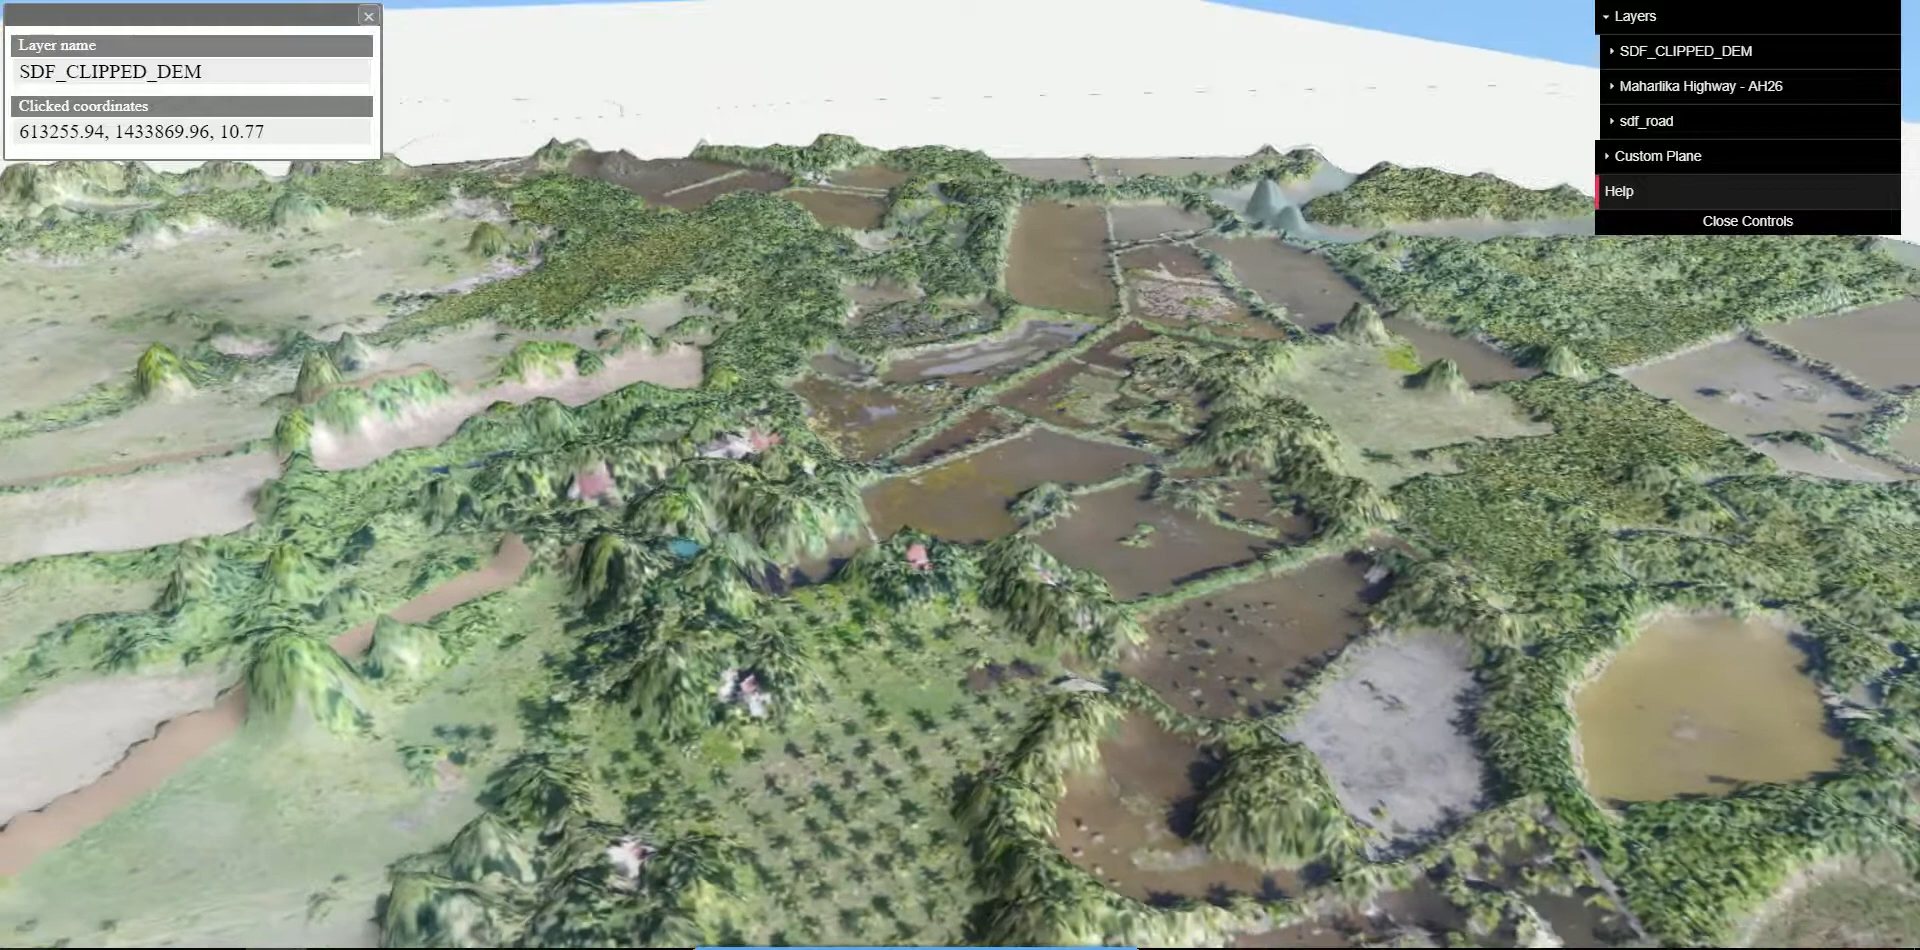 Layer name
SDF_CLIPPED_DEM
Clicked coordinates
613255.94, 1433869.96, 10.77
Layers
SDF_CLIPPED_DEM
Maharlika Highway - AH26
sdf_road
Custom Plane
Help
Close Controls